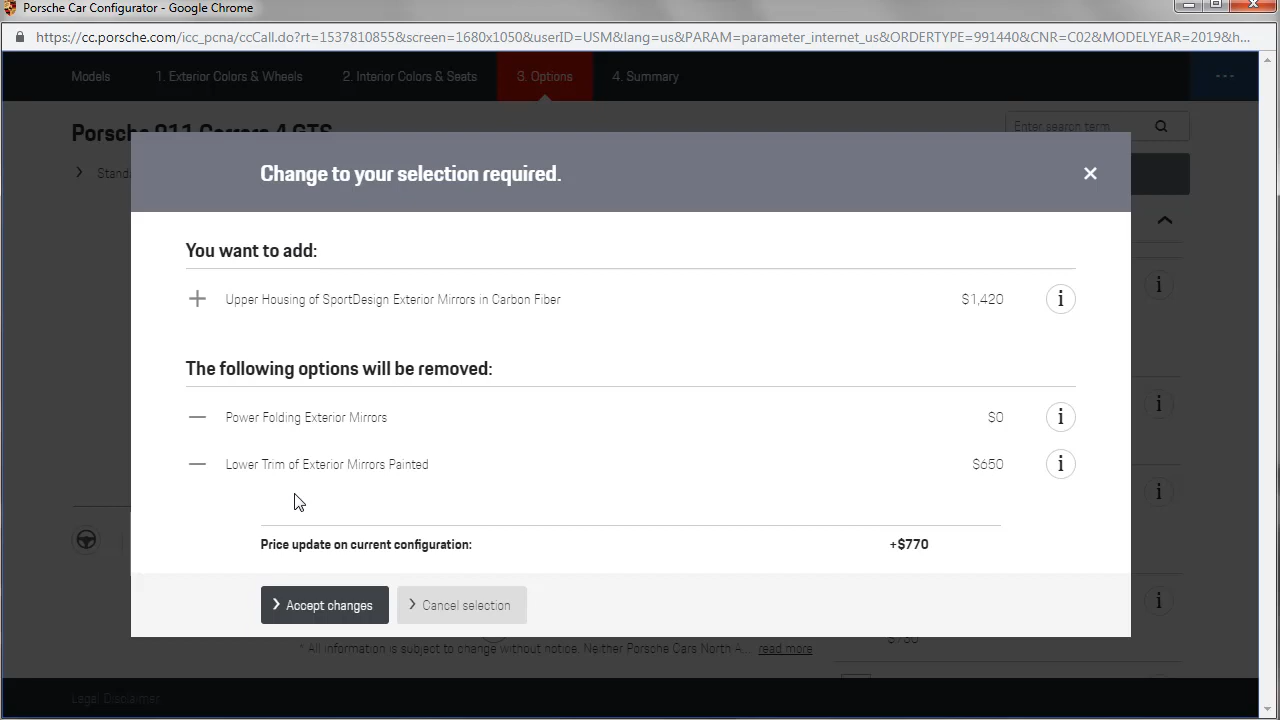 Porsche Car Configurator - Google Chrome
https://cc.porsche.com/icc_pcna/ccCall.do?rt=1537810855&screen=1680x1050&userID=USM&lang=us&PARAM=parameter_internet_us&ORDERTYPE=991440&CNR=C02&MODELYEAR=2019&h...
Models 1. Exterior Colors & Wheels 2. Interior Colors & Seats 3. Options 4. Summary
Porsche 911 Carrera 4 GTS
Enter search term
Change to your selection required.
You want to add:
Upper Housing of SportDesign Exterior Mirrors in Carbon Fiber $1,420
The following options will be removed:
Power Folding Exterior Mirrors $0
Lower Trim of Exterior Mirrors Painted $650
Price update on current configuration: +$770
Accept changes Cancel selection
* All information is subject to change without notice. Neither Porsche Cars North A... read more
Legal Disclaimer